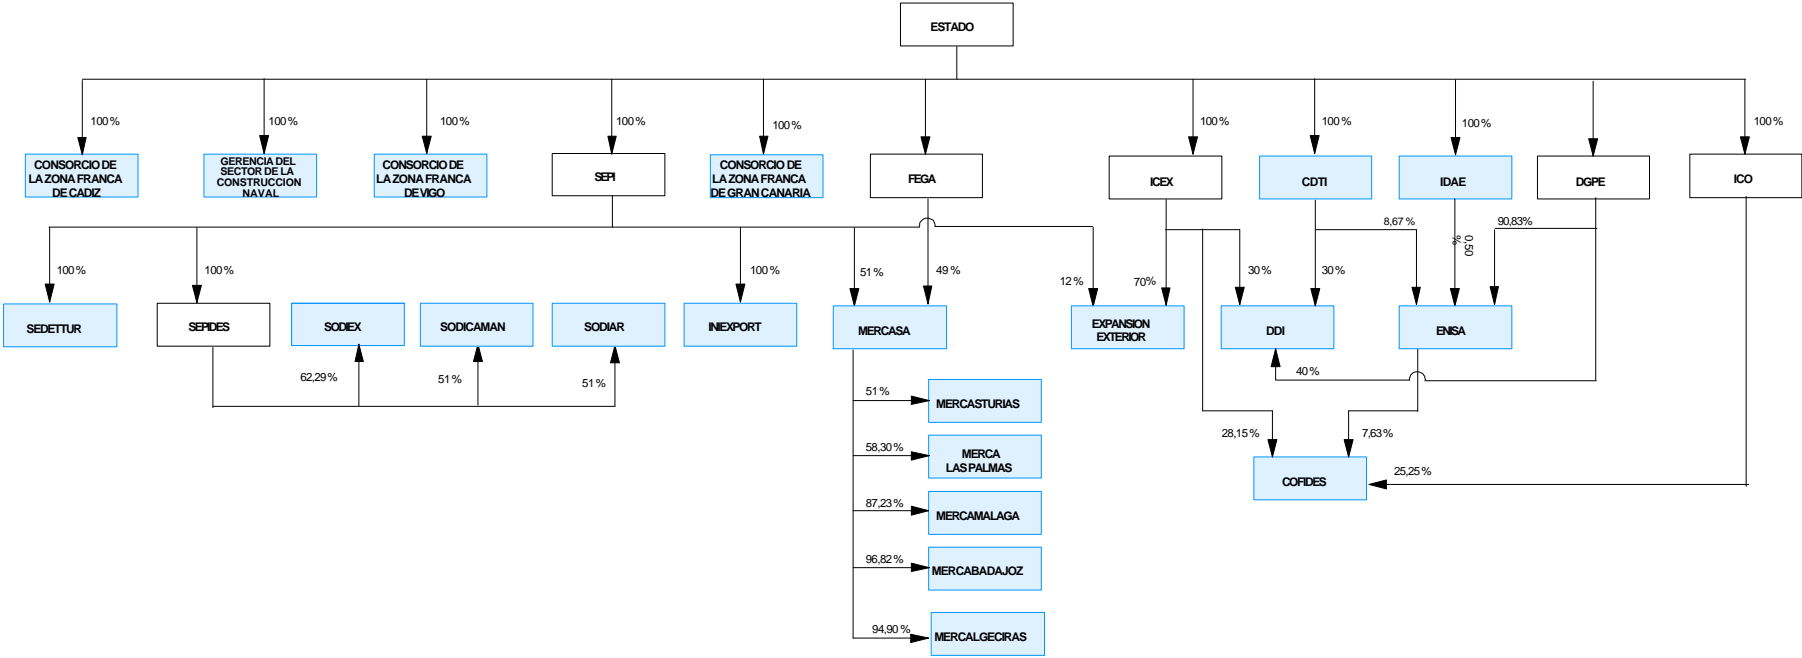 ESTADO
100%
100%
100%
100%
100%
100%
100%
100%
100%
CONSORCIO DE
LA ZONA FRANCA
DE CADIZ
GERENCIA DEL
SECTOR DE LA
CONSTRUCCION
NAVAL
CONSORCIO DE
LA ZONA FRANCA
DE VIGO
SEPI
CONSORCIO DE
LA ZONA FRANCA
DE GRAN CANARIA
FEGA
ICEX
CDTI
IDAE
DGPE
ICO
8,67%
0,50
%
90,83%
100%
100%
100%
51%
49%
12%
70%
30%
30%
SEDETTUR
SEPIDES
SODIEX
SODICAMAN
SODIAR
INIEXPORT
MERCASA
EXPANSION
EXTERIOR
DDI
ENISA
62,29%
51%
51%
40%
51%
MERCASTURIAS
28,15%
7,63%
58,30%
MERCA
LAS PALMAS
25,25%
COFIDES
87,23%
MERCAMALAGA
96,82%
MERCABADAJOZ
94,90%
MERCALGECIRAS